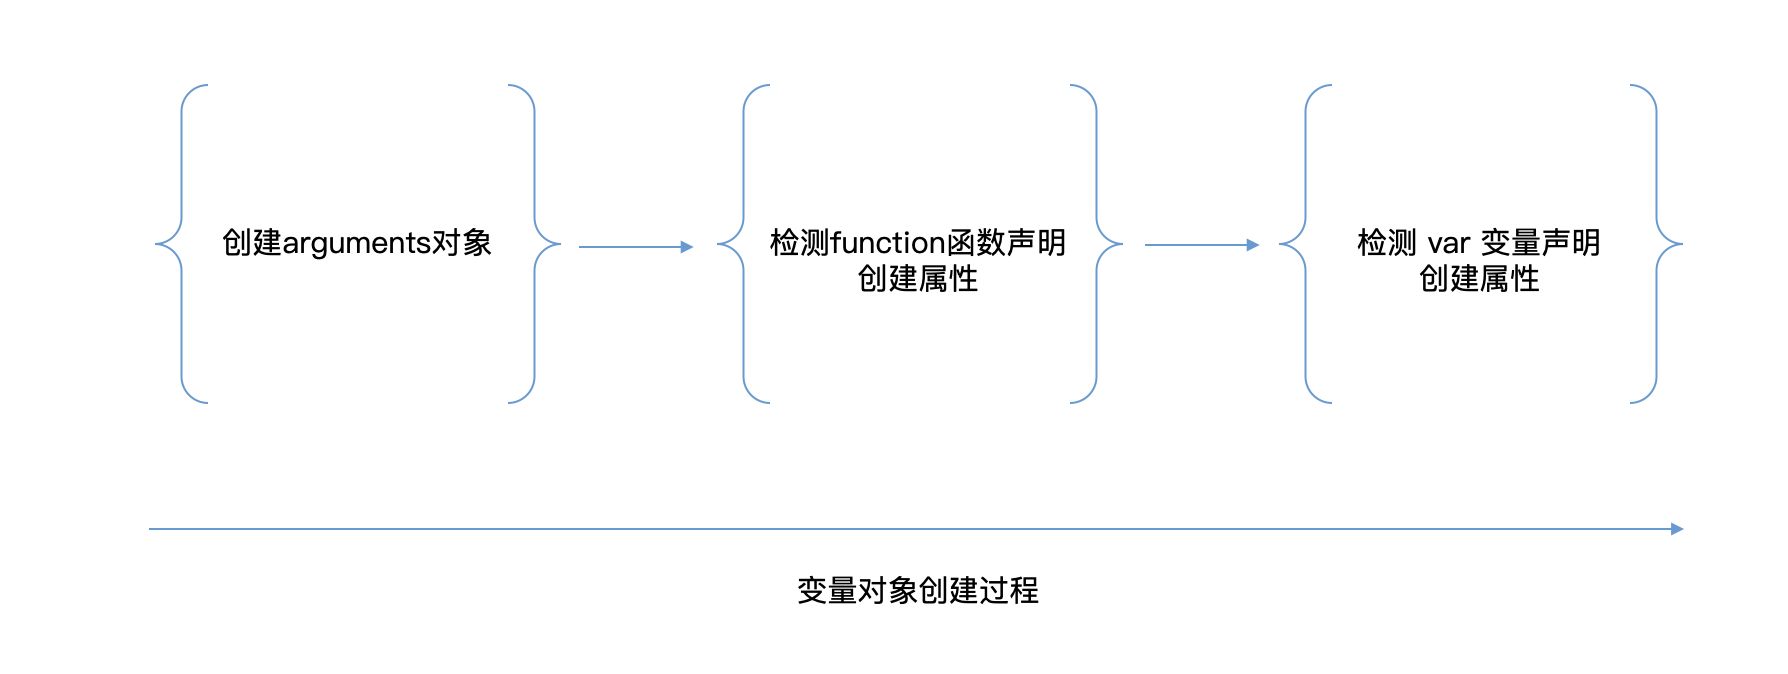 创建arguments对象
检测function函数声明
创建属性
检测 var 变量声明
创建属性
变量对象创建过程